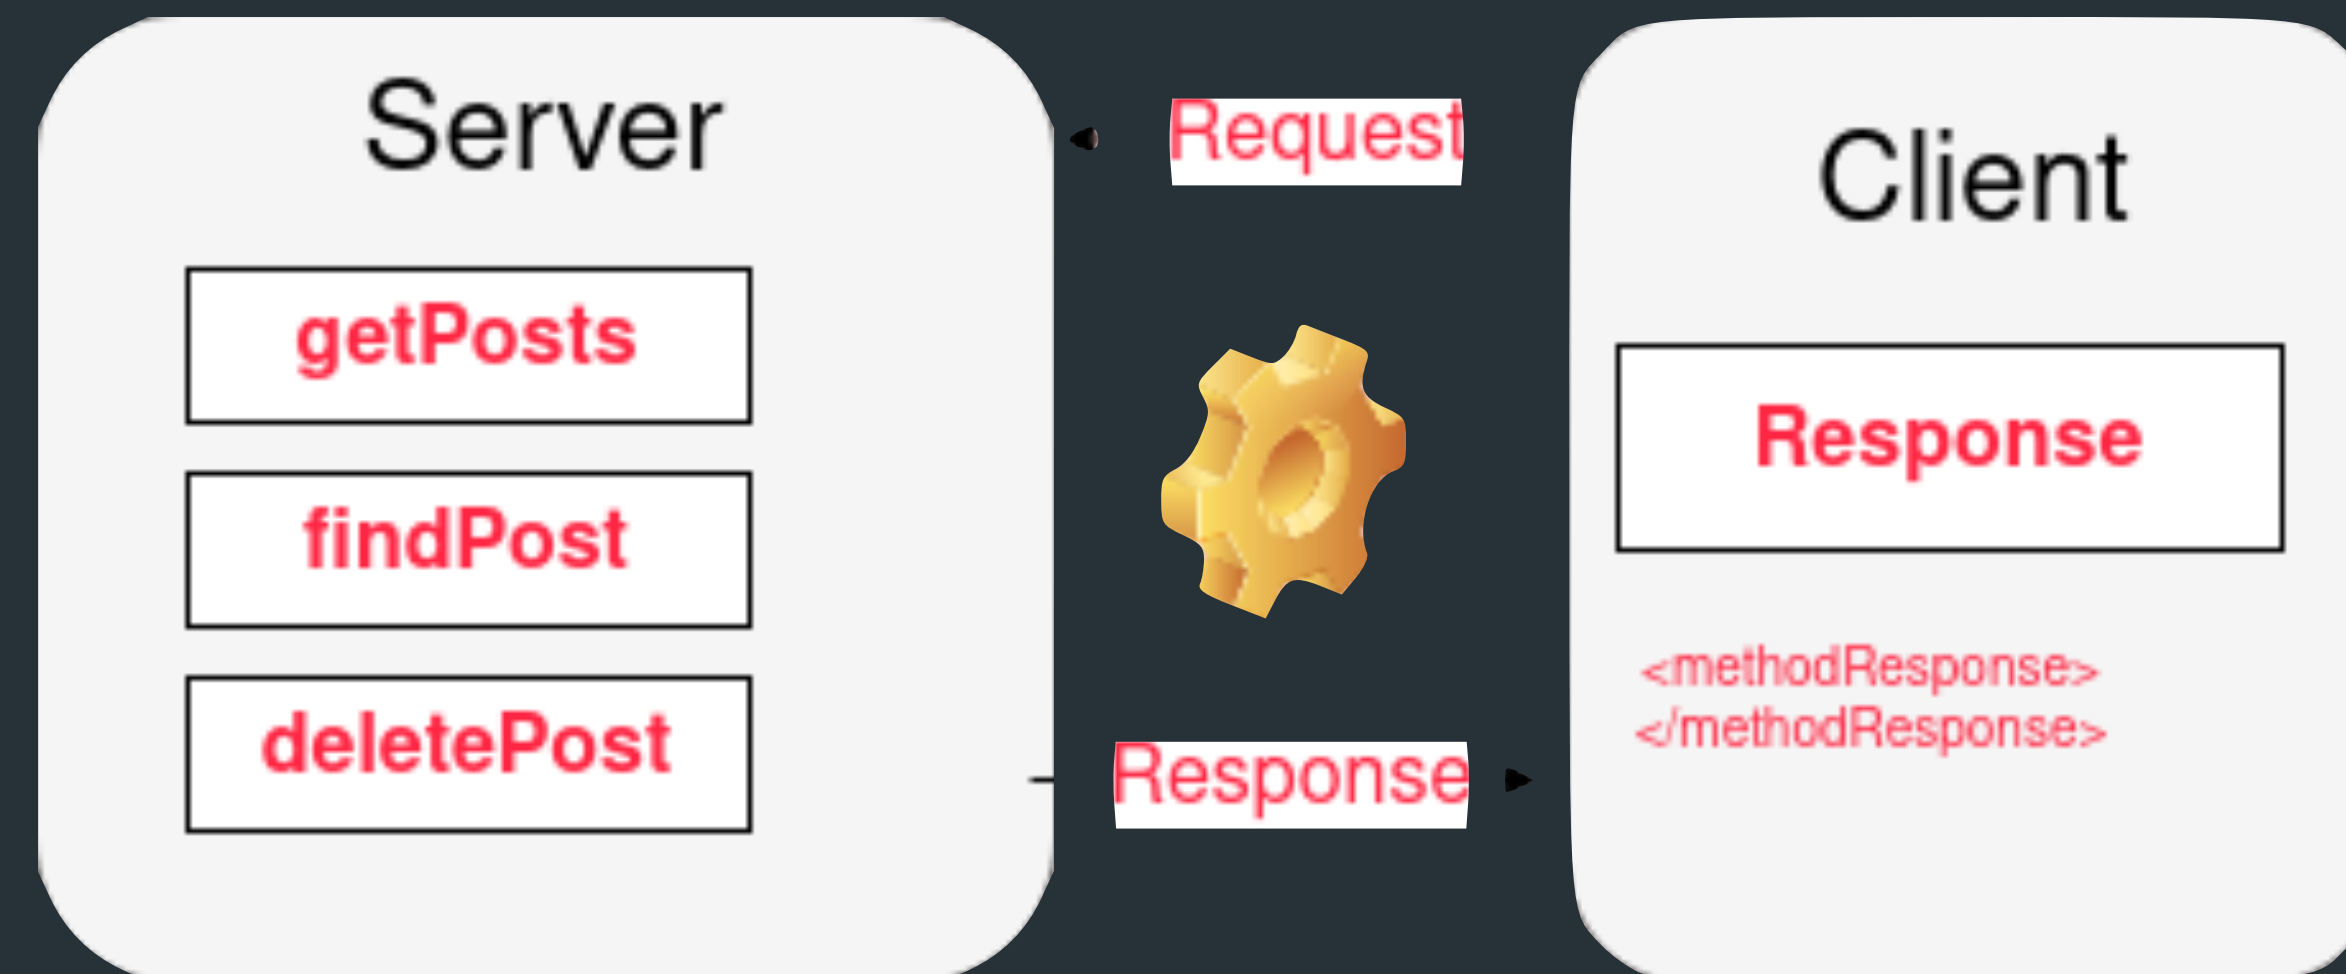 Server
getPosts
findPost
deletePost
Request
Response
Client
Response
<methodResponse>
</methodResponse>